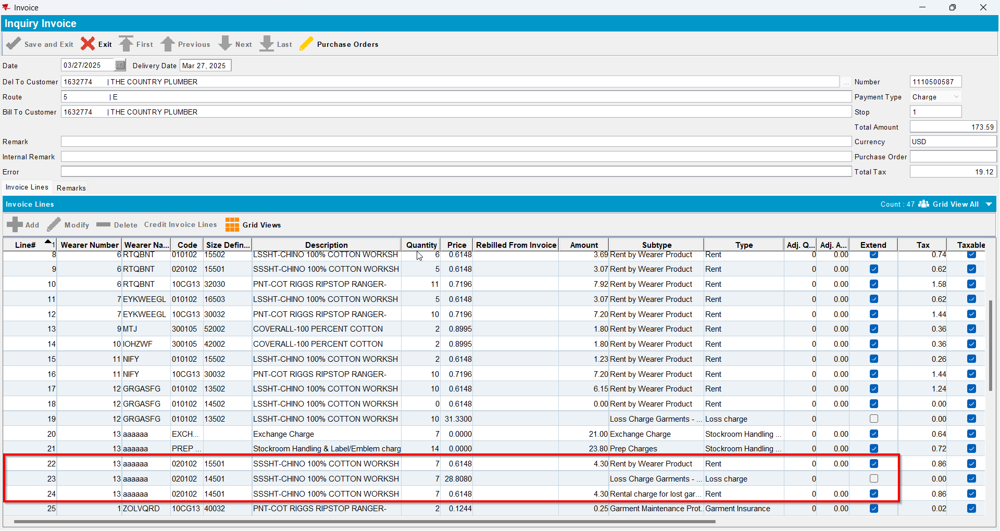 Invoice
Inquiry Invoice
Save and Exit Exit First Previous Next Last Purchase Orders
Date 03/27/2025 Delivery Date Mar 27, 2025
Del To Customer 1632774 | THE COUNTRY PLUMBER ... Number 1110500587
Route 5 | E Payment Type Charge
Bill To Customer 1632774 | THE COUNTRY PLUMBER Stop 1
Total Amount 173.59
Remark Currency USD
Internal Remark Purchase Order
Error Total Tax 19.12
Invoice Lines Remarks
Invoice Lines Count : 47 Grid View All
Add Modify Delete Credit Invoice Lines Grid Views
Line# 1 Wearer Number Wearer Na... Code Size Defin... Description Quantity Price Rebilled From Invoice Amount Subtype Type Adj. Q... Adj. A... Extend Tax Taxable
8 6 RTQBNT 010102 15502 LSSHT-CHINO 100% COTTON WORKSH 6 0.6148 3.69 Rent by Wearer Product Rent 0 0.00 0.74
9 6 RTQBNT 020102 15501 SSSHT-CHINO 100% COTTON WORKSH 5 0.6148 3.07 Rent by Wearer Product Rent 0 0.00 0.62
10 6 RTQBNT 10CG13 32030 PNT-COT RIGGS RIPSTOP RANGER- 11 0.7196 7.92 Rent by Wearer Product Rent 0 0.00 1.58
11 7 EYKWEEGL 010102 16503 LSSHT-CHINO 100% COTTON WORKSH 5 0.6148 3.07 Rent by Wearer Product Rent 0 0.00 0.62
12 7 EYKWEEGL 10CG13 30032 PNT-COT RIGGS RIPSTOP RANGER- 10 0.7196 7.20 Rent by Wearer Product Rent 0 0.00 1.44
13 9 MTJ 300105 52002 COVERALL-100 PERCENT COTTON 2 0.8995 1.80 Rent by Wearer Product Rent 0 0.00 0.36
14 10 IOHZWF 300105 42002 COVERALL-100 PERCENT COTTON 2 0.8995 1.80 Rent by Wearer Product Rent 0 0.00 0.36
15 11 NIFY 010102 15502 LSSHT-CHINO 100% COTTON WORKSH 2 0.6148 1.23 Rent by Wearer Product Rent 0 0.00 0.26
16 11 NIFY 10CG13 30032 PNT-COT RIGGS RIPSTOP RANGER- 10 0.7196 7.20 Rent by Wearer Product Rent 0 0.00 1.44
17 12 GRGASFG 010102 13502 LSSHT-CHINO 100% COTTON WORKSH 10 0.6148 6.15 Rent by Wearer Product Rent 0 0.00 1.24
18 12 GRGASFG 010102 14502 LSSHT-CHINO 100% COTTON WORKSH 0 0.6148 0.00 Rent by Wearer Product Rent 0 0.00 0.00
19 12 GRGASFG 010102 13502 LSSHT-CHINO 100% COTTON WORKSH 10 31.3300 Loss Charge Garments - ... Loss charge 0 0.00
20 13 aaaaaa EXCH... Exchange Charge 7 0.0000 21.00 Exchange Charge Stockroom Handling ... 0 0.00 0.64
21 13 aaaaaa PREP ... Stockroom Handling & Label/Emblem charg 14 0.0000 23.80 Prep Charges Stockroom Handling ... 0 0.00 0.72
22 13 aaaaaa 020102 15501 SSSHT-CHINO 100% COTTON WORKSH 7 0.6148 4.30 Rent by Wearer Product Rent 0 0.00 0.86
23 13 aaaaaa 020102 14501 SSSHT-CHINO 100% COTTON WORKSH 7 28.8080 Loss Charge Garments - ... Loss charge 0 0.00
24 13 aaaaaa 020102 14501 SSSHT-CHINO 100% COTTON WORKSH 7 0.6148 4.30 Rental charge for lost gar... Rent 0 0.00 0.86
25 1 ZOLVQRD 10CG13 40032 PNT-COT RIGGS RIPSTOP RANGER- 2 0.1244 0.25 Garment Maintenance Prot... Garment Insurance 0 0.00 0.02